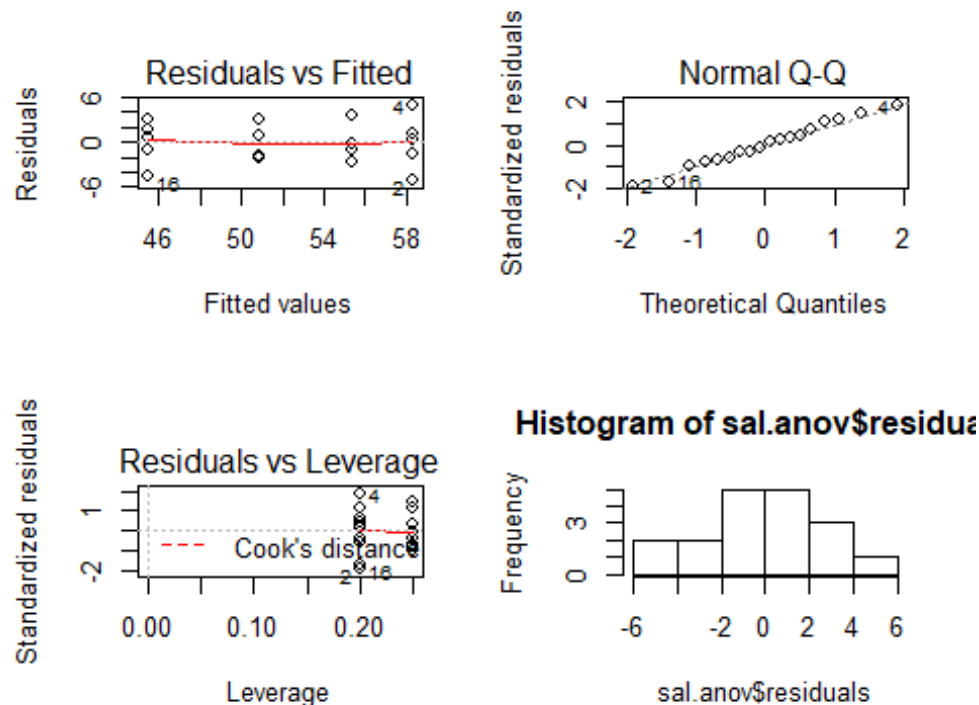 Residuals vs Fitted
Residuals
6
0
-6
4
16
2
46 50 54 58
Fitted values
Normal Q-Q
Standardized residuals
2
0
-2
4
2
16
-2 -1 0 1 2
Theoretical Quantiles
Residuals vs Leverage
Standardized residuals
1
-2
4
Cook's distance
2
16
0.00 0.10 0.20
Leverage
Histogram of sal.anov$residua
Frequency
3
0
-6 -2 0 2 4 6
sal.anov$residuals